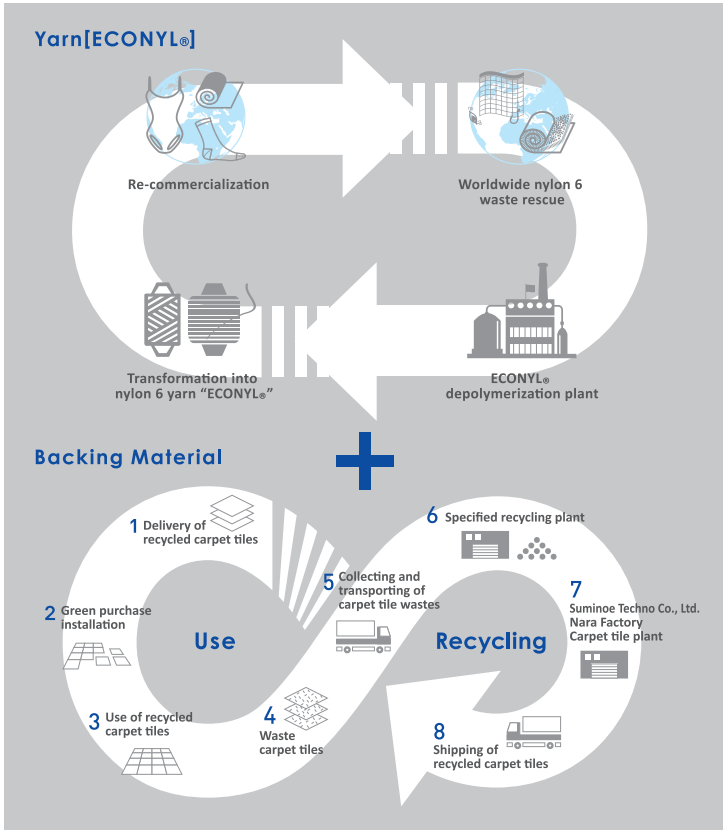 Yarn[ECONYL®]
Re-commercialization
Worldwide nylon 6
waste rescue
Transformation into
nylon 6 yarn “ECONYL®”
ECONYL®
depolymerization plant
Backing Material
1 Delivery of
recycled carpet tiles
2 Green purchase
installation
3 Use of recycled
carpet tiles
4
Waste
carpet tiles
5 Collecting and
transporting of
carpet tile wastes
6 Specified recycling plant
7
Suminoe Techno Co., Ltd.
Nara Factory
Carpet tile plant
8
Shipping of
recycled carpet tiles
Use
Recycling